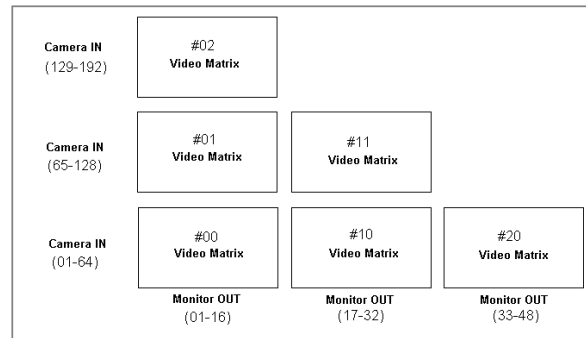 Camera IN
(129-192)
#02
Video Matrix
Camera IN
(65-128)
#01
Video Matrix
#11
Video Matrix
Camera IN
(01-64)
#00
Video Matrix
#10
Video Matrix
#20
Video Matrix
Monitor OUT
(01-16)
Monitor OUT
(17-32)
Monitor OUT
(33-48)